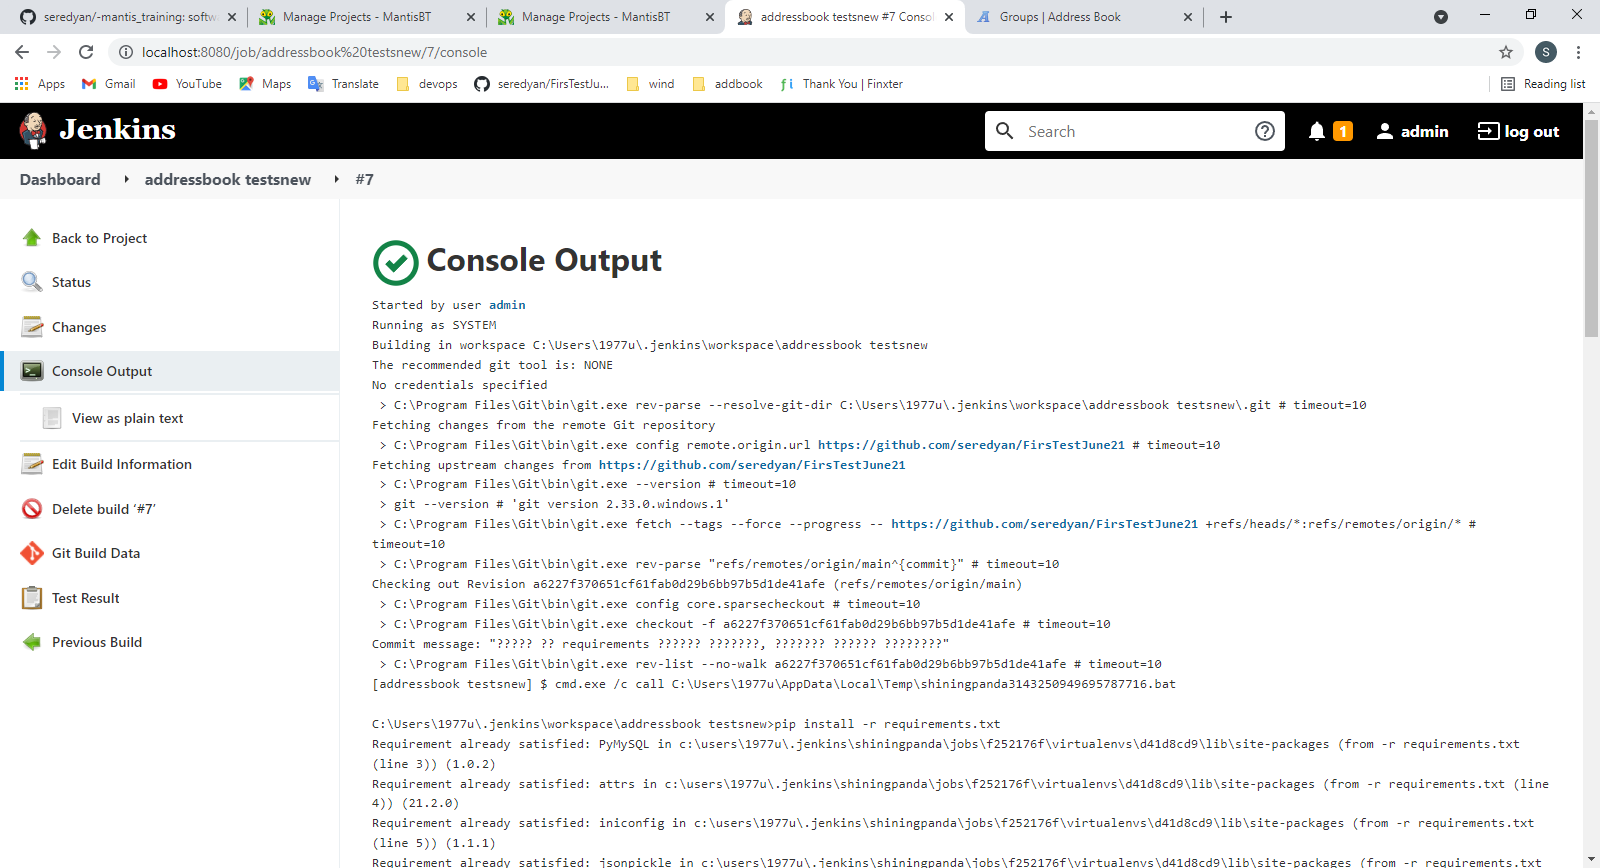 seredyan/-mantis_training: softw
Manage Projects - MantisBT
Manage Projects - MantisBT
addressbook testsnew #7 Conso
Groups | Address Book
localhost:8080/job/addressbook%20testsnew/7/console
S
Apps
Gmail
YouTube
Maps
Translate
devops
seredyan/FirsTestJu...
wind
addbook
Thank You | Finxter
Reading list
Jenkins
Search
1
admin
log out
Dashboard
addressbook testsnew
#7
Back to Project
Status
Changes
Console Output
View as plain text
Edit Build Information
Delete build ‘#7’
Git Build Data
Test Result
Previous Build
Console Output
Started by user admin
Running as SYSTEM
Building in workspace C:\Users\1977u\.jenkins\workspace\addressbook testsnew
The recommended git tool is: NONE
No credentials specified
> C:\Program Files\Git\bin\git.exe rev-parse --resolve-git-dir C:\Users\1977u\.jenkins\workspace\addressbook testsnew\.git # timeout=10
Fetching changes from the remote Git repository
> C:\Program Files\Git\bin\git.exe config remote.origin.url https://github.com/seredyan/FirsTestJune21 # timeout=10
Fetching upstream changes from https://github.com/seredyan/FirsTestJune21
> C:\Program Files\Git\bin\git.exe --version # timeout=10
> git --version # 'git version 2.33.0.windows.1'
> C:\Program Files\Git\bin\git.exe fetch --tags --force --progress -- https://github.com/seredyan/FirsTestJune21 +refs/heads/*:refs/remotes/origin/* #
timeout=10
> C:\Program Files\Git\bin\git.exe rev-parse "refs/remotes/origin/main^{commit}" # timeout=10
Checking out Revision a6227f370651cf61fab0d29b6bb97b5d1de41afe (refs/remotes/origin/main)
> C:\Program Files\Git\bin\git.exe config core.sparsecheckout # timeout=10
> C:\Program Files\Git\bin\git.exe checkout -f a6227f370651cf61fab0d29b6bb97b5d1de41afe # timeout=10
Commit message: "????? ?? requirements ?????? ???????, ??????? ?????? ????????"
> C:\Program Files\Git\bin\git.exe rev-list --no-walk a6227f370651cf61fab0d29b6bb97b5d1de41afe # timeout=10
[addressbook testsnew] $ cmd.exe /c call C:\Users\1977u\AppData\Local\Temp\shiningpanda3143250949695787716.bat
C:\Users\1977u\.jenkins\workspace\addressbook testsnew>pip install -r requirements.txt
Requirement already satisfied: PyMySQL in c:\users\1977u\.jenkins\shiningpanda\jobs\f252176f\virtualenvs\d41d8cd9\lib\site-packages (from -r requirements.txt
(line 3)) (1.0.2)
Requirement already satisfied: attrs in c:\users\1977u\.jenkins\shiningpanda\jobs\f252176f\virtualenvs\d41d8cd9\lib\site-packages (from -r requirements.txt (line
4)) (21.2.0)
Requirement already satisfied: iniconfig in c:\users\1977u\.jenkins\shiningpanda\jobs\f252176f\virtualenvs\d41d8cd9\lib\site-packages (from -r requirements.txt
(line 5)) (1.1.1)
Requirement already satisfied: jsonpickle in c:\users\1977u\.jenkins\shiningpanda\jobs\f252176f\virtualenvs\d41d8cd9\lib\site-packages (from -r requirements.txt